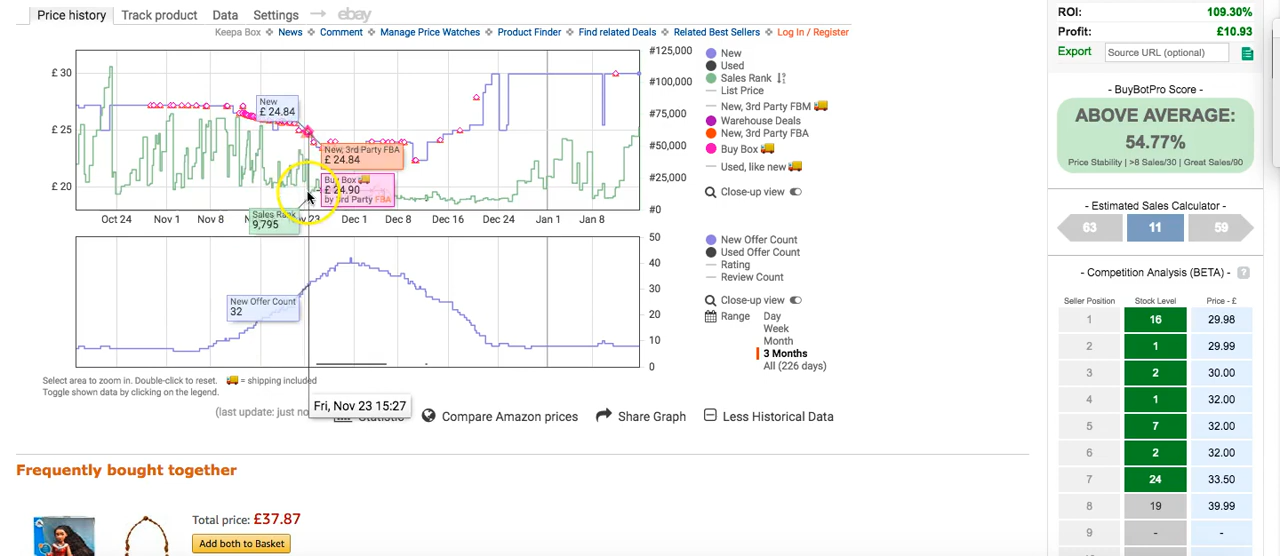 Price history Track product Data Settings → ebay
Keepa Box ❖ News ❖ Comment ❖ Manage Price Watches ❖ Product Finder ❖ Find related Deals ❖ Related Best Sellers ❖ Log In / Register
£ 30
£ 25
£ 20
#125,000
#100,000
#75,000
#50,000
#25,000
#0
New
£ 24.84
New, 3rd Party FBA
£ 24.84
Buy Box
£ 24.90
by 3rd Party FBA
Sales Rank
9,795
Oct 24 Nov 1 Nov 8 23 Dec 1 Dec 8 Dec 16 Dec 24 Jan 1 Jan 8
New
Used
Sales Rank
List Price
New, 3rd Party FBM
Warehouse Deals
New, 3rd Party FBA
Buy Box
Used, like new
Close-up view
50
40
30
20
10
0
New Offer Count
32
New Offer Count
Used Offer Count
Rating
Review Count
Close-up view
Range Day
Week
Month
3 Months
All (226 days)
Select area to zoom in. Double-click to reset. = shipping included
Toggle shown data by clicking on the legend.
Fri, Nov 23 15:27
(last update: just no
Compare Amazon prices Share Graph Less Historical Data
Frequently bought together
Total price: £37.87
Add both to Basket
ROI: 109.30%
Profit: £10.93
Export Source URL (optional)
- BuyBotPro Score -
ABOVE AVERAGE:
54.77%
Price Stability | >8 Sales/30 | Great Sales/90
- Estimated Sales Calculator -
63 11 59
- Competition Analysis (BETA) - ?
Seller Position Stock Level Price - £
1 16 29.98
2 1 29.99
3 2 30.00
4 1 32.00
5 7 32.00
6 2 32.00
7 24 33.50
8 19 39.99
9 - -